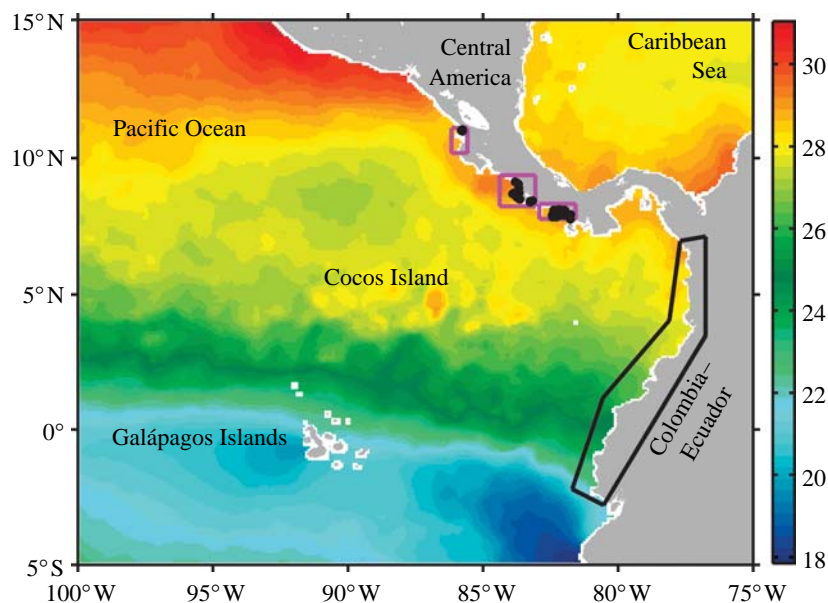 15°N
10°N
5°N
0°
5°S
100°W
95°W
90°W
85°W
80°W
75°W
Central
America
Caribbean
Sea
Pacific Ocean
Cocos Island
Galápagos Islands
Colombia–
Ecuador
30
28
26
24
22
20
18